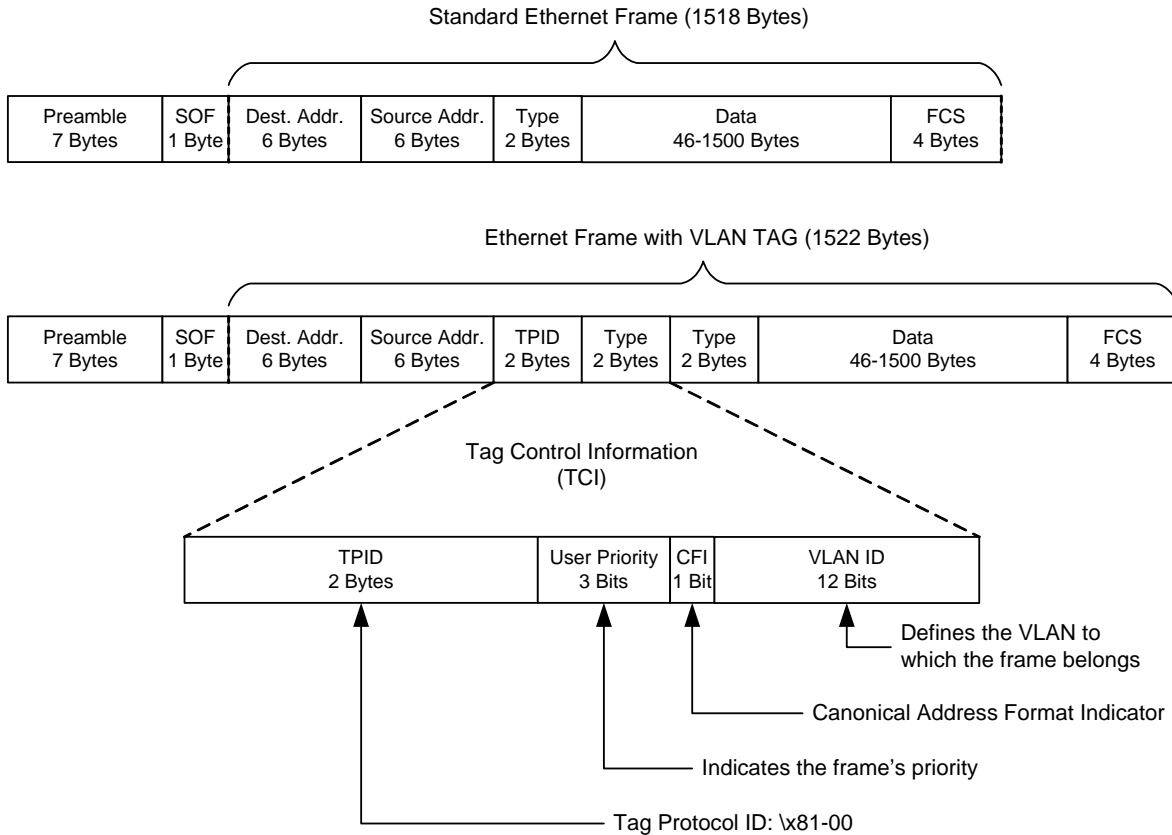 Standard Ethernet Frame (1518 Bytes)
Preamble
7 Bytes
SOF
1 Byte
Dest. Addr.
6 Bytes
Source Addr.
6 Bytes
Type
2 Bytes
Data
46-1500 Bytes
FCS
4 Bytes
Ethernet Frame with VLAN TAG (1522 Bytes)
Preamble
7 Bytes
SOF
1 Byte
Dest. Addr.
6 Bytes
Source Addr.
6 Bytes
TPID
2 Bytes
Type
2 Bytes
Type
2 Bytes
Data
46-1500 Bytes
FCS
4 Bytes
Tag Control Information
(TCI)
TPID
2 Bytes
User Priority
3 Bits
CFI
1 Bit
VLAN ID
12 Bits
Defines the VLAN to
which the frame belongs
Canonical Address Format Indicator
Indicates the frame's priority
Tag Protocol ID: \x81-00